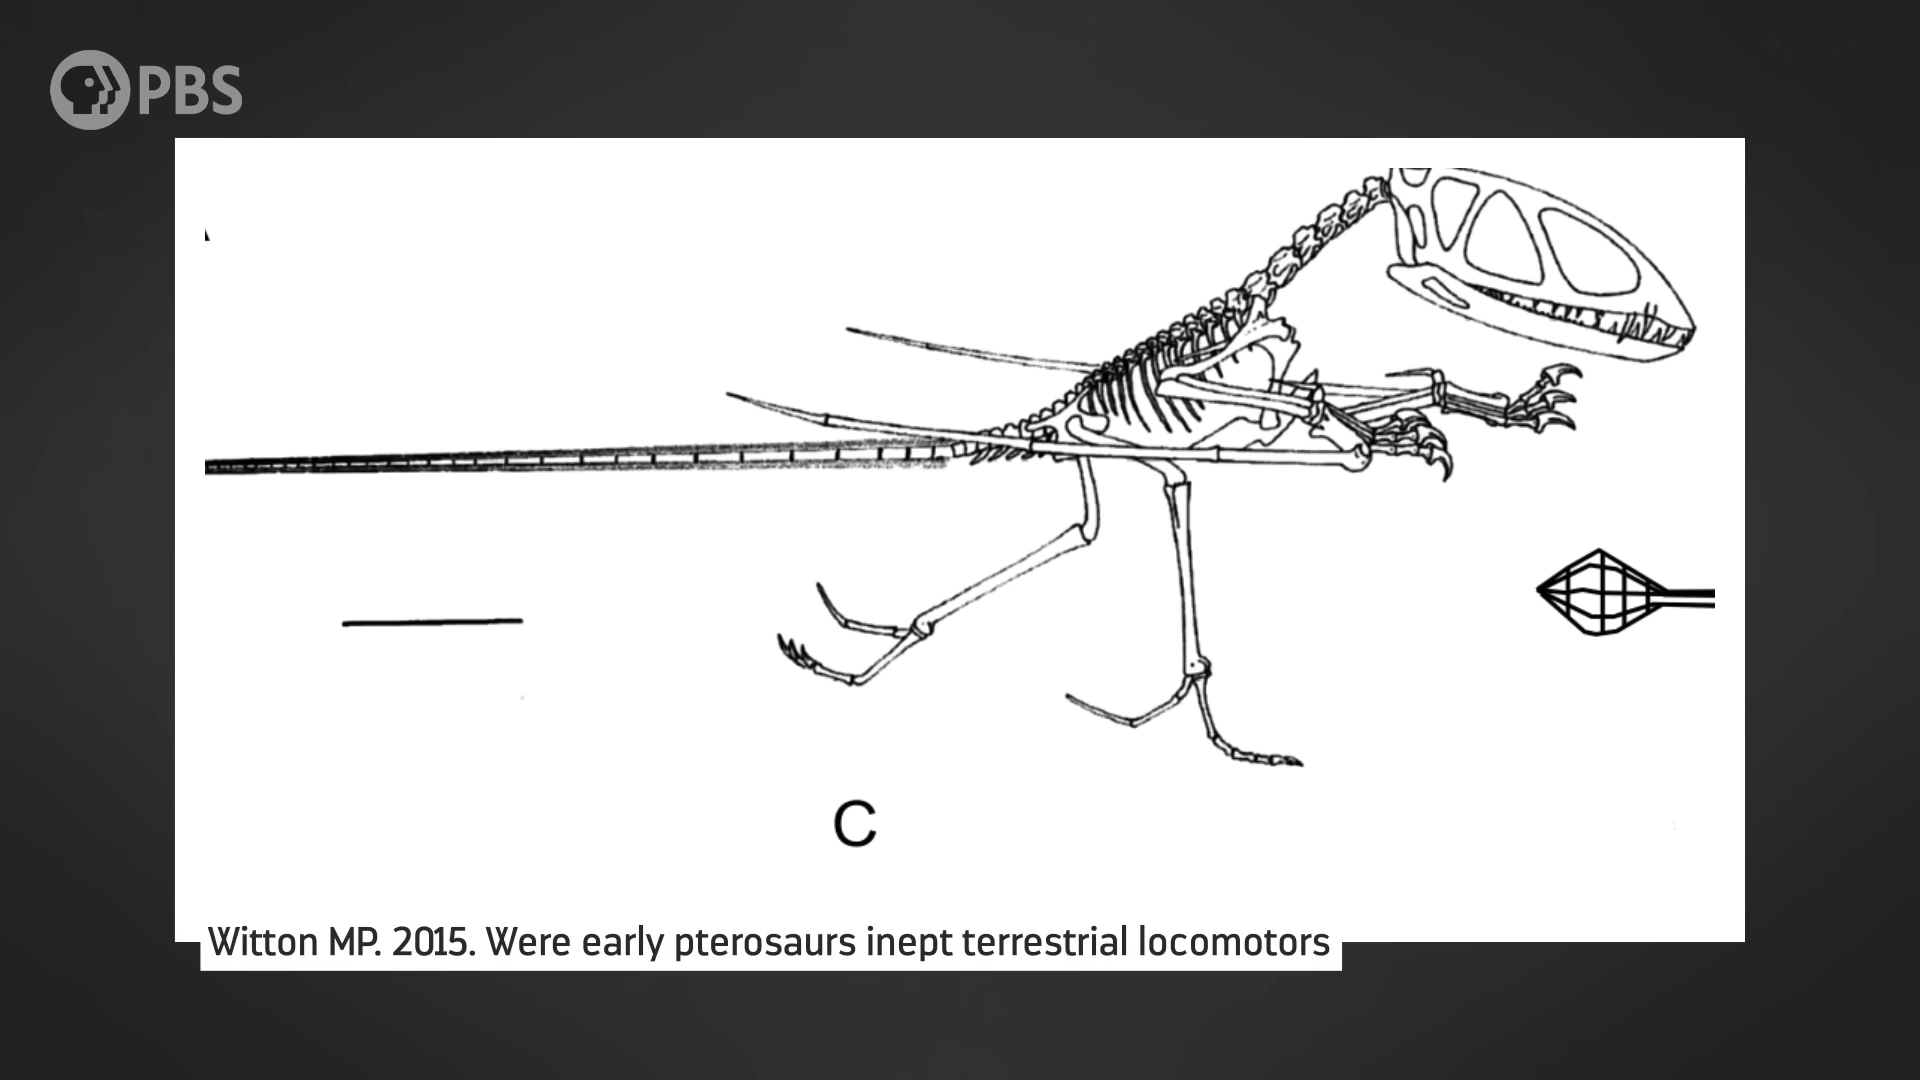 PBS
C
Witton MP. 2015. Were early pterosaurs inept terrestrial locomotors